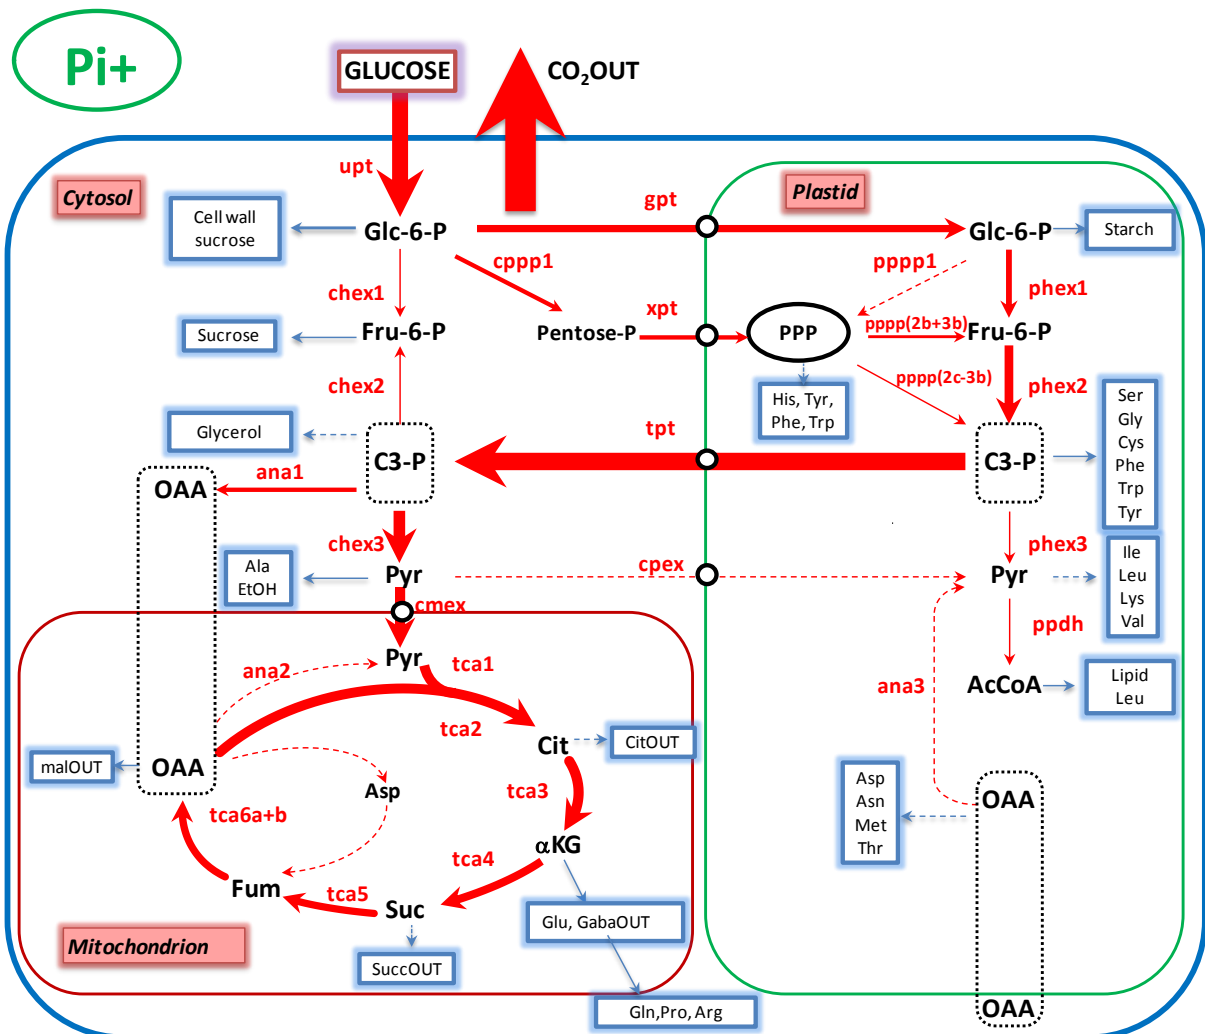 Pi+
GLUCOSE
CO₂OUT
upt
Cytosol
Plastid
Cell wall
sucrose
Glc-6-P
gpt
Glc-6-P
Starch
cppp1
pppp1
chex1
phex1
xpt
Sucrose
Fru-6-P
Pentose-P
PPP
pppp(2b+3b)
Fru-6-P
chex2
pppp(2c-3b)
phex2
His, Tyr,
Phe, Trp
Ser
Gly
Cys
Phe
Trp
Tyr
Glycerol
tpt
C3-P
C3-P
ana1
OAA
chex3
phex3
Ala
EtOH
Pyr
cpex
Pyr
Ile
Leu
Lys
Val
cmex
ppdh
Pyr
ana2
tca1
ana3
AcCoA
Lipid
Leu
tca2
Cit
CitOUT
malOUT
OAA
Asp
tca3
Asp
Asn
Met
Thr
OAA
tca6a+b
αKG
tca4
Fum
tca5
Suc
Glu, GabaOUT
Mitochondrion
SuccOUT
Gln,Pro, Arg
OAA